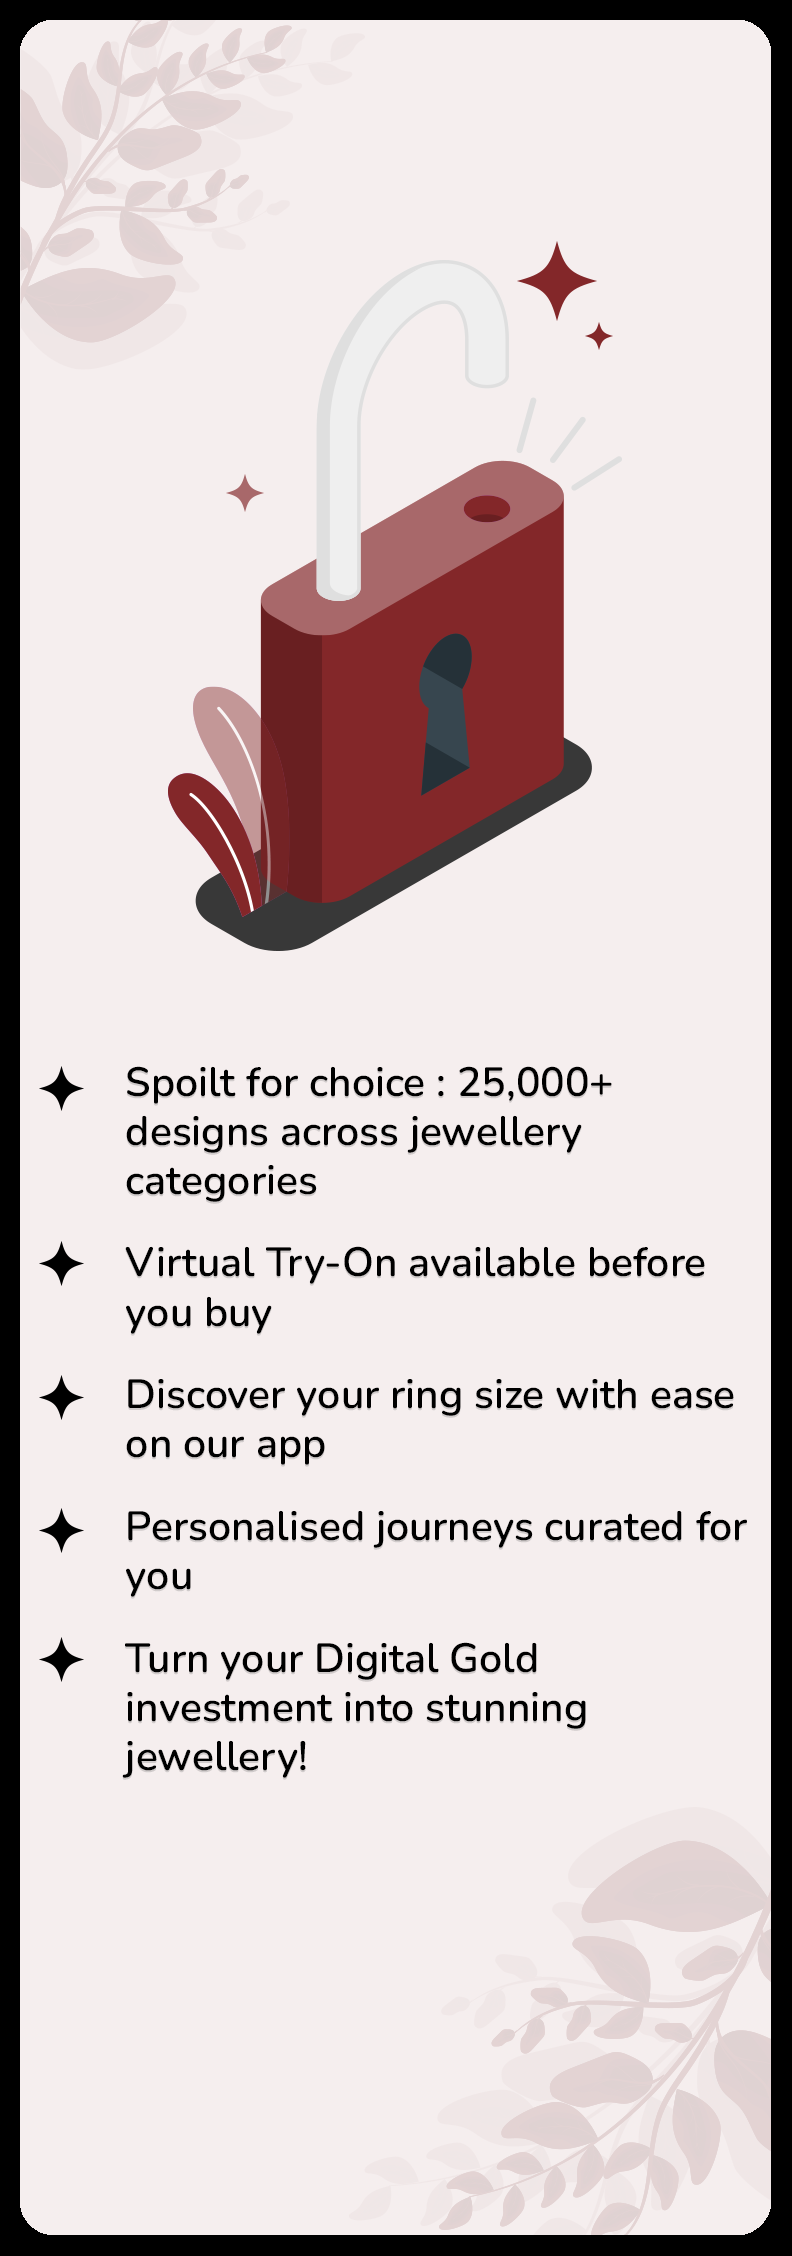 Spoilt for choice : 25,000+
designs across jewellery
categories
Virtual Try-On available before
you buy
Discover your ring size with ease
on our app
Personalised journeys curated for
you
Turn your Digital Gold
investment into stunning
jewellery!